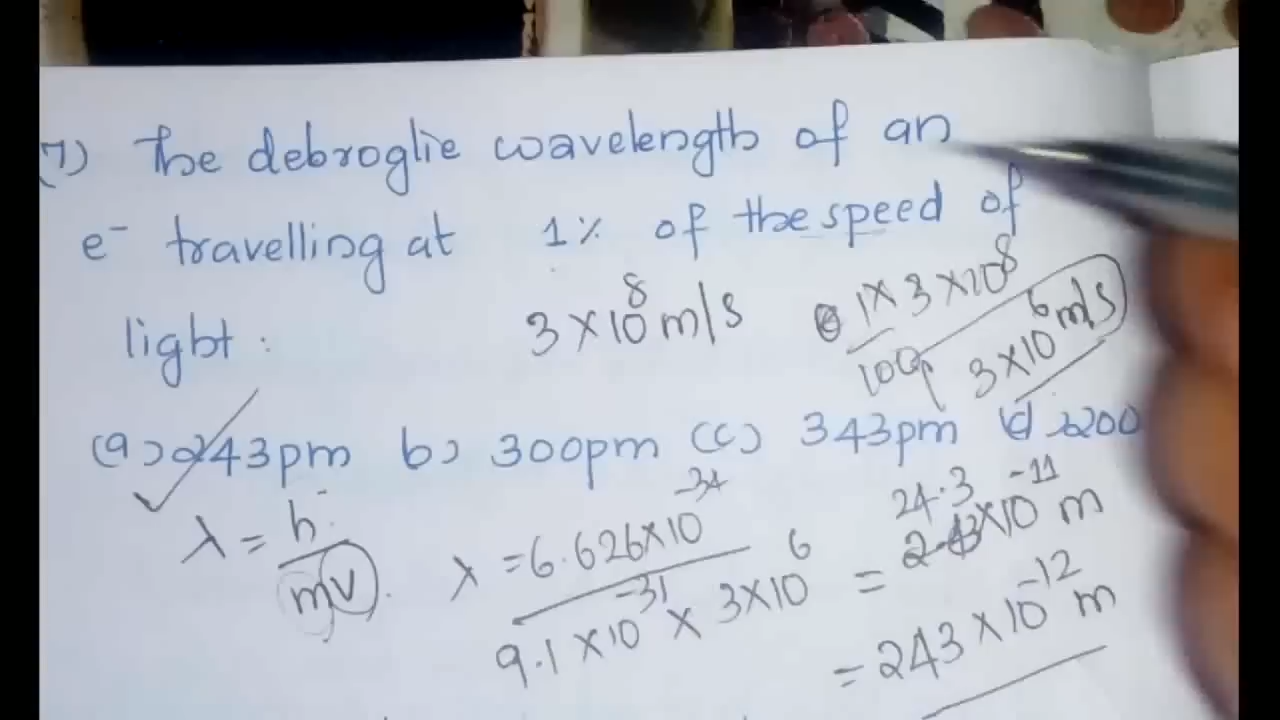 (7) The debroglie wavelength of an
e⁻ travelling at 1% of the speed of
light : 3×10⁸ m/s
1×3×10⁸
100
3×10⁶ m/s
(a) 243pm b) 300pm (c) 343pm d) 200
λ = h
mv
λ = 6.626×10⁻³⁴
9.1×10⁻³¹ × 3×10⁶
24.3
= 2.43×10⁻¹¹ m
= 243×10⁻¹² m